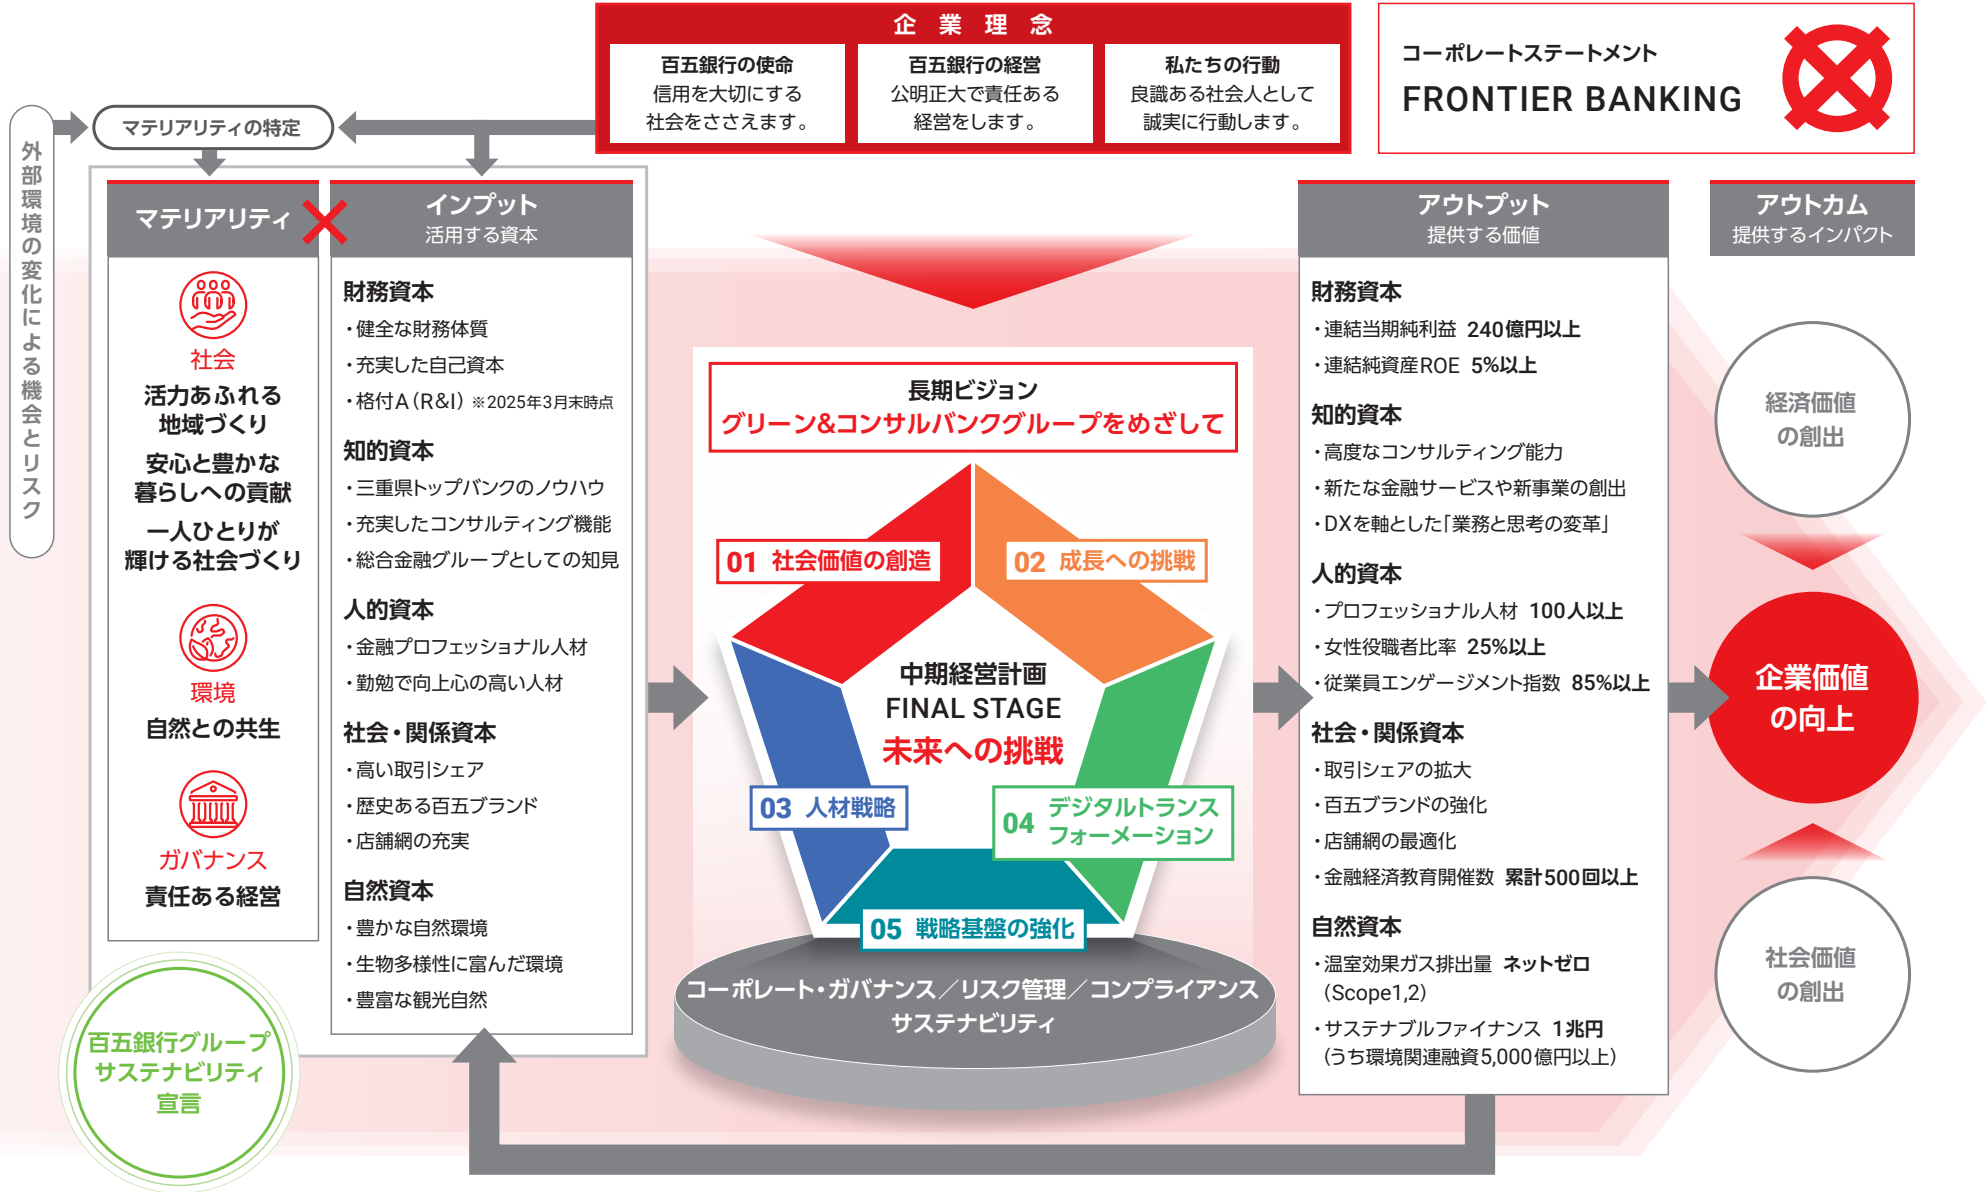 企業理念
百五銀行の使命
信用を大切にする
社会をささえます。
百五銀行の経営
公明正大で責任ある
経営をします。
私たちの行動
良識ある社会人として
誠実に行動します。
コーポレートステートメント
FRONTIER BANKING
外部環境の変化による機会とリスク
マテリアリティの特定
マテリアリティ
社会
活力あふれる
地域づくり
安心と豊かな
暮らしへの貢献
一人ひとりが
輝ける社会づくり
環境
自然との共生
ガバナンス
責任ある経営
百五銀行グループ
サステナビリティ
宣言
インプット
活用する資本
財務資本
・健全な財務体質
・充実した自己資本
・格付A（R&I）※2025年3月末時点
知的資本
・三重県トップバンクのノウハウ
・充実したコンサルティング機能
・総合金融グループとしての知見
人的資本
・金融プロフェッショナル人材
・勤勉で向上心の高い人材
社会・関係資本
・高い取引シェア
・歴史ある百五ブランド
・店舗網の充実
自然資本
・豊かな自然環境
・生物多様性に富んだ環境
・豊富な観光自然
長期ビジョン
グリーン&コンサルバンクグループをめざして
01 社会価値の創造
02 成長への挑戦
中期経営計画
FINAL STAGE
未来への挑戦
03 人材戦略
04 デジタルトランス
フォーメーション
05 戦略基盤の強化
コーポレート・ガバナンス／リスク管理／コンプライアンス
サステナビリティ
アウトプット
提供する価値
財務資本
・連結当期純利益 240億円以上
・連結純資産ROE 5%以上
知的資本
・高度なコンサルティング能力
・新たな金融サービスや新事業の創出
・DXを軸とした「業務と思考の変革」
人的資本
・プロフェッショナル人材 100人以上
・女性役職者比率 25%以上
・従業員エンゲージメント指数 85%以上
社会・関係資本
・取引シェアの拡大
・百五ブランドの強化
・店舗網の最適化
・金融経済教育開催数 累計500回以上
自然資本
・温室効果ガス排出量 ネットゼロ
（Scope1,2）
・サステナブルファイナンス 1兆円
（うち環境関連融資5,000億円以上）
アウトカム
提供するインパクト
経済価値
の創出
企業価値
の向上
社会価値
の創出